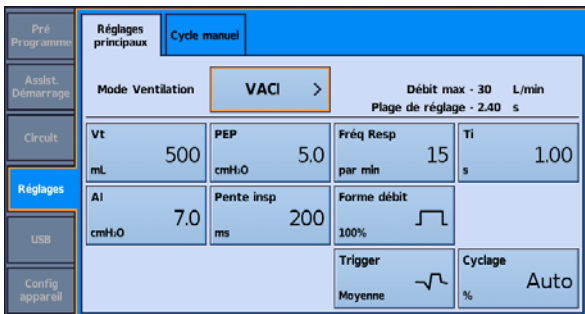 Pré
Programme
Assist.
Démarrage
Circuit
Réglages
USB
Config
appareil
Réglages
principaux
Cycle manuel
Mode Ventilation
VACI >
Débit max - 30 L/min
Plage de réglage - 2.40 s
Vt
500
mL
PEP
5.0
cmH₂O
Fréq Resp
15
par min
Ti
1.00
s
AI
7.0
cmH₂O
Pente insp
200
ms
Forme débit
100%
Trigger
Moyenne
Cyclage
Auto
%